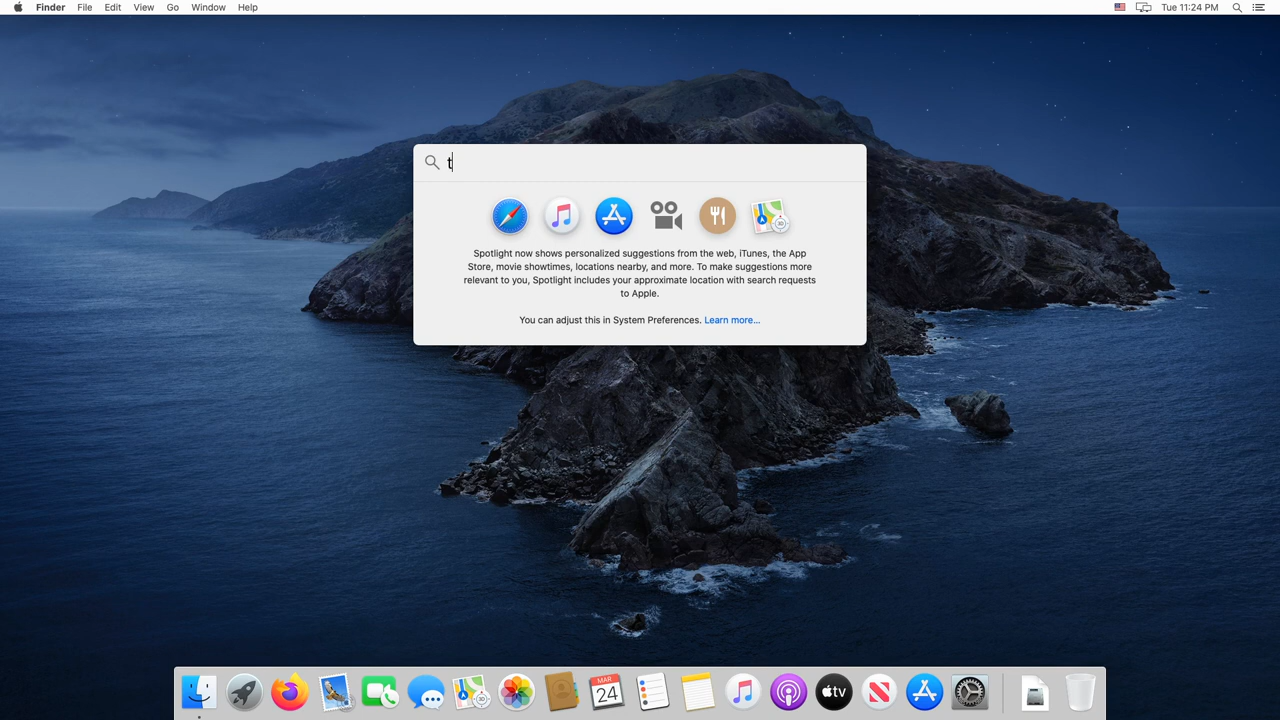 Finder File Edit View Go Window Help Tue 11:24 PM
t
Spotlight now shows personalized suggestions from the web, iTunes, the App
Store, movie showtimes, locations nearby, and more. To make suggestions more
relevant to you, Spotlight includes your approximate location with search requests
to Apple.
You can adjust this in System Preferences. Learn more...
3D
MAR
24
3D
tv